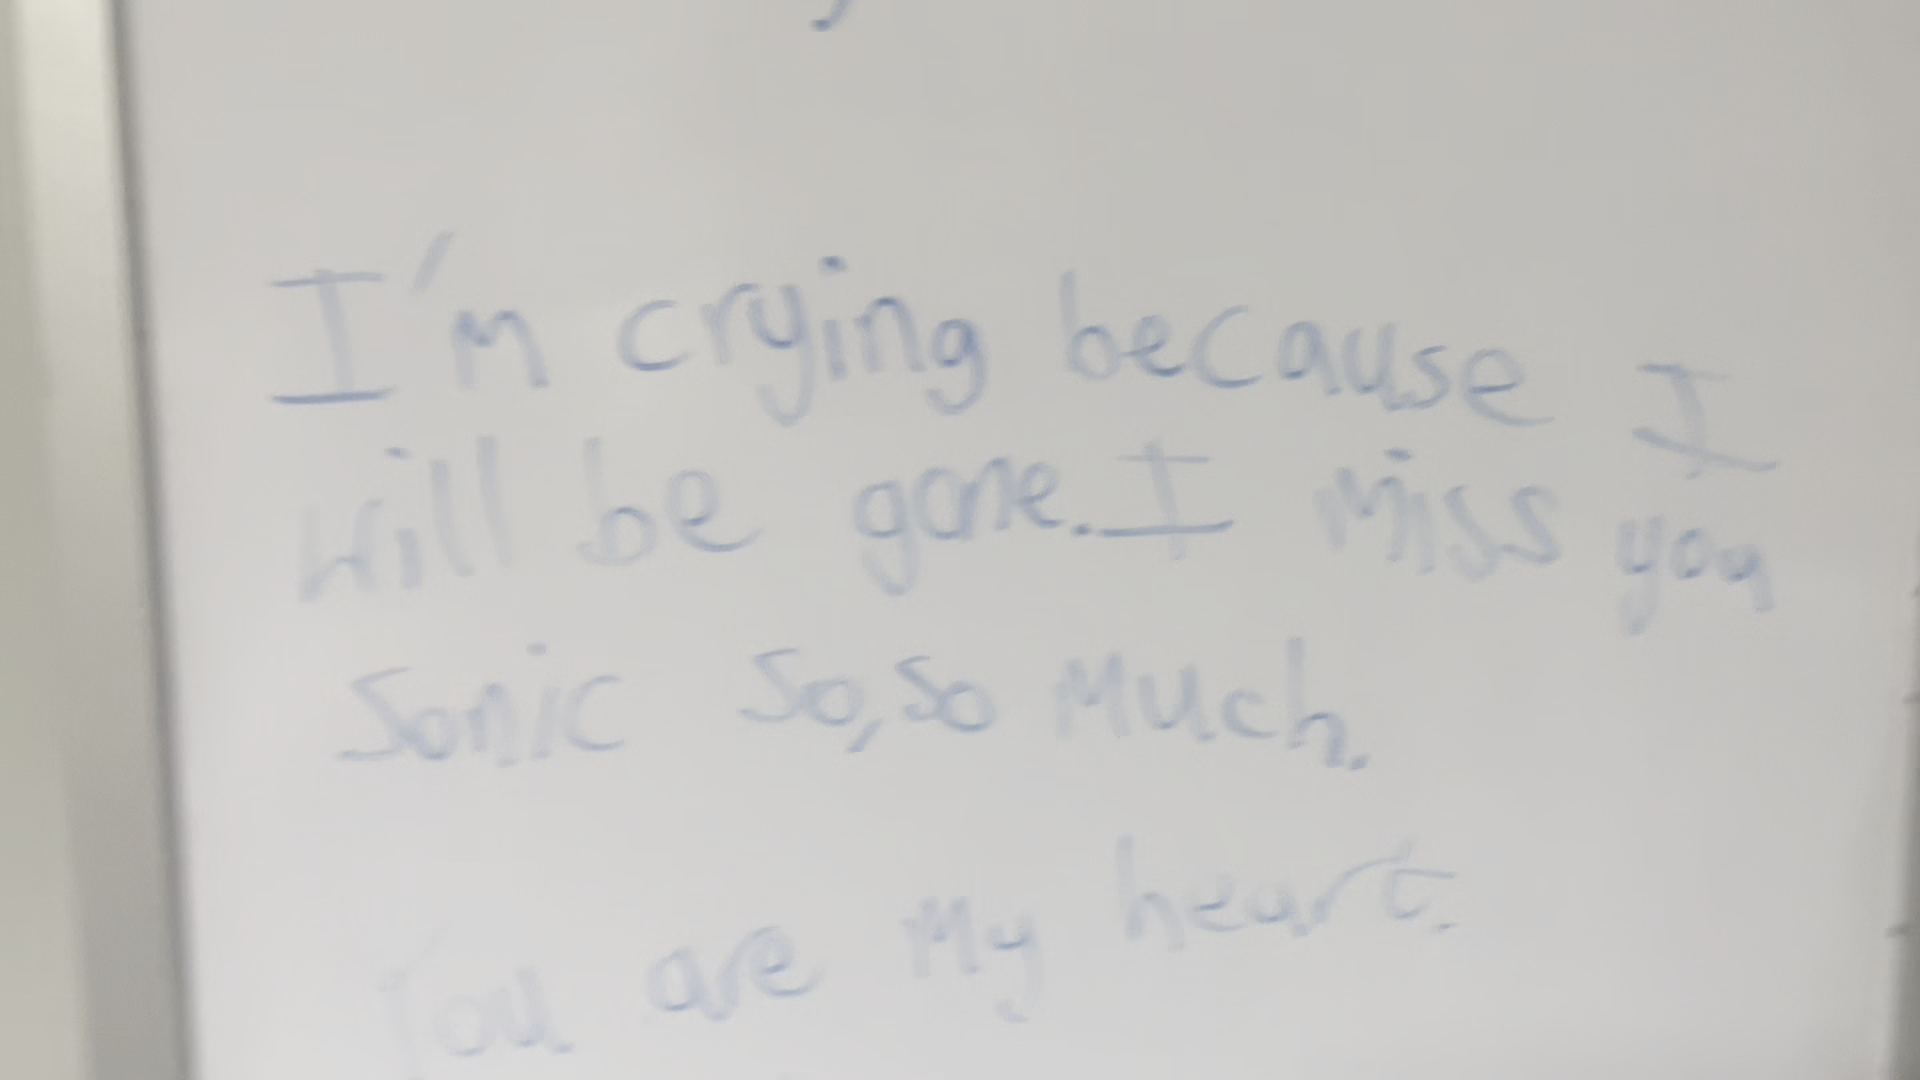 I'm crying because I
will be gone. I miss you
Sonic so, so much.
You are my heart.